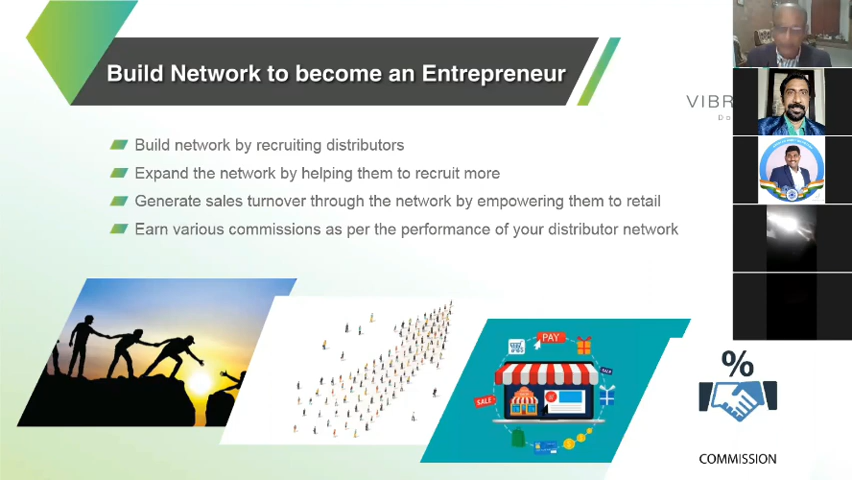 Build Network to become an Entrepreneur
VIBR
Do
Build network by recruiting distributors
Expand the network by helping them to recruit more
Generate sales turnover through the network by empowering them to retail
Earn various commissions as per the performance of your distributor network
PAY
SALE
%
COMMISSION